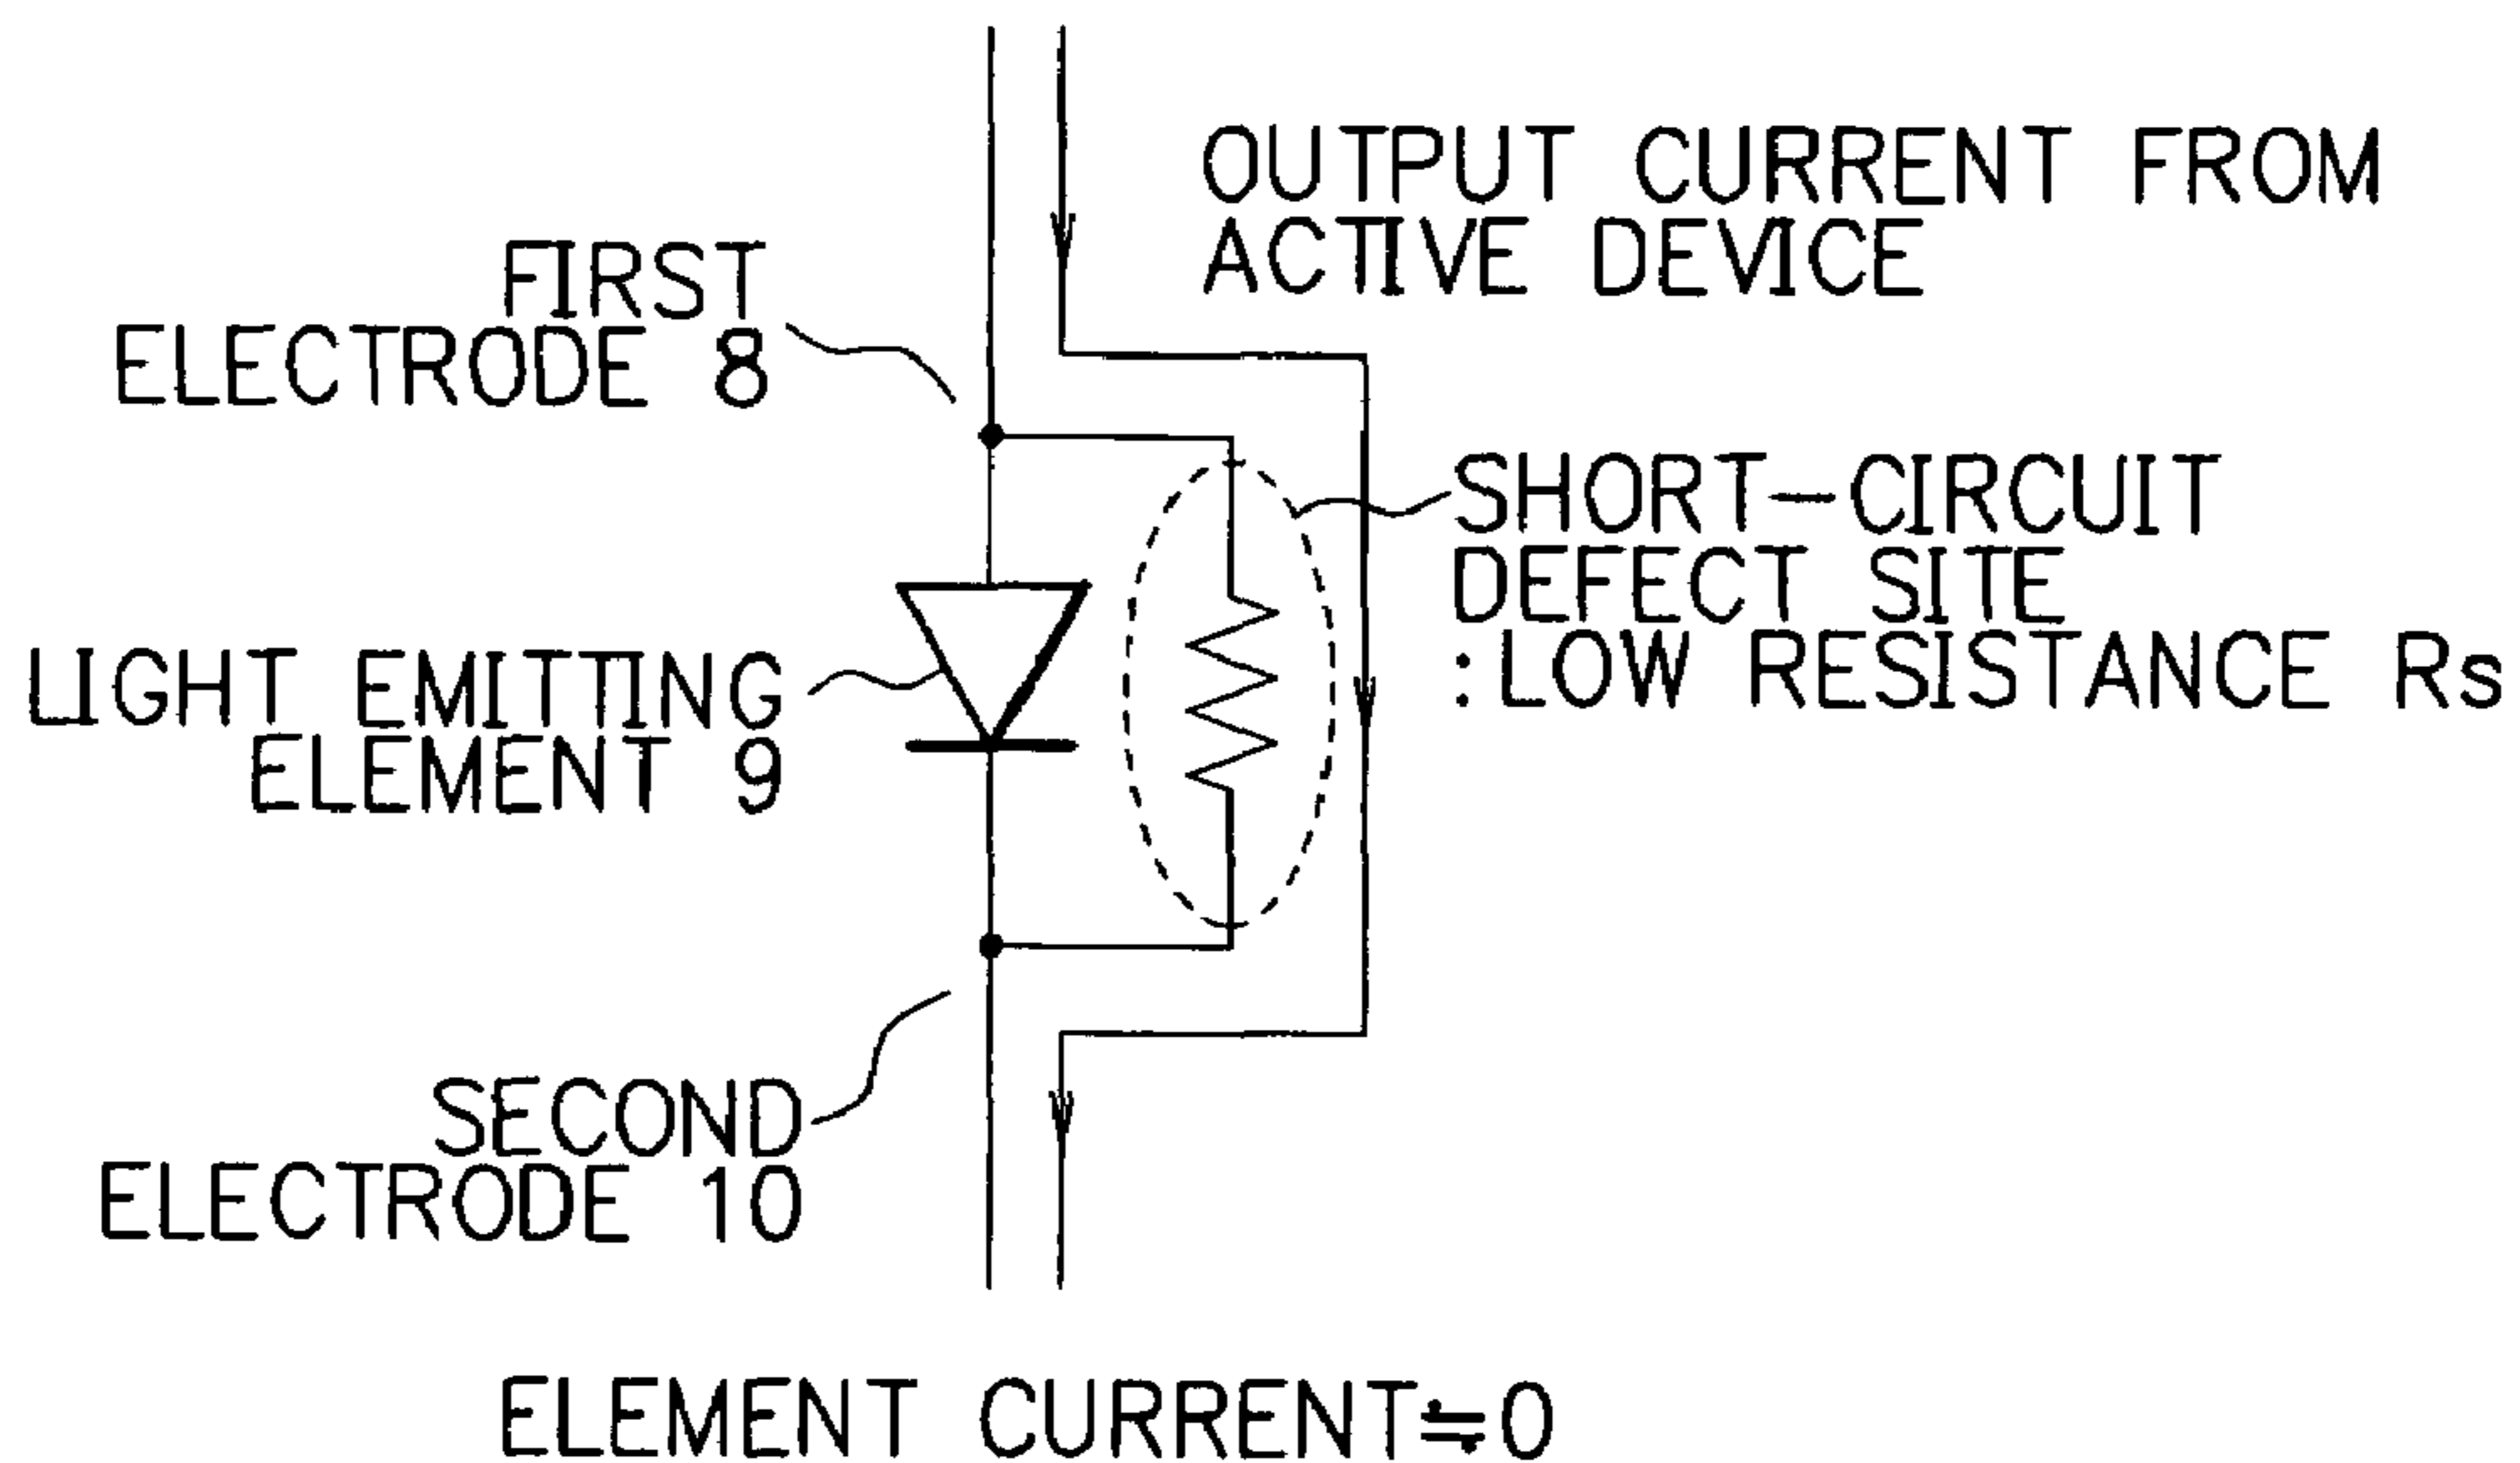 OUTPUT CURRENT FROM
ACTIVE DEVICE
FIRST
ELECTRODE 8
SHORT-CIRCUIT
DEFECT SITE
:LOW RESISTANCE Rs
LIGHT EMITTING
ELEMENT 9
SECOND
ELECTRODE 10
ELEMENT CURRENT≒0